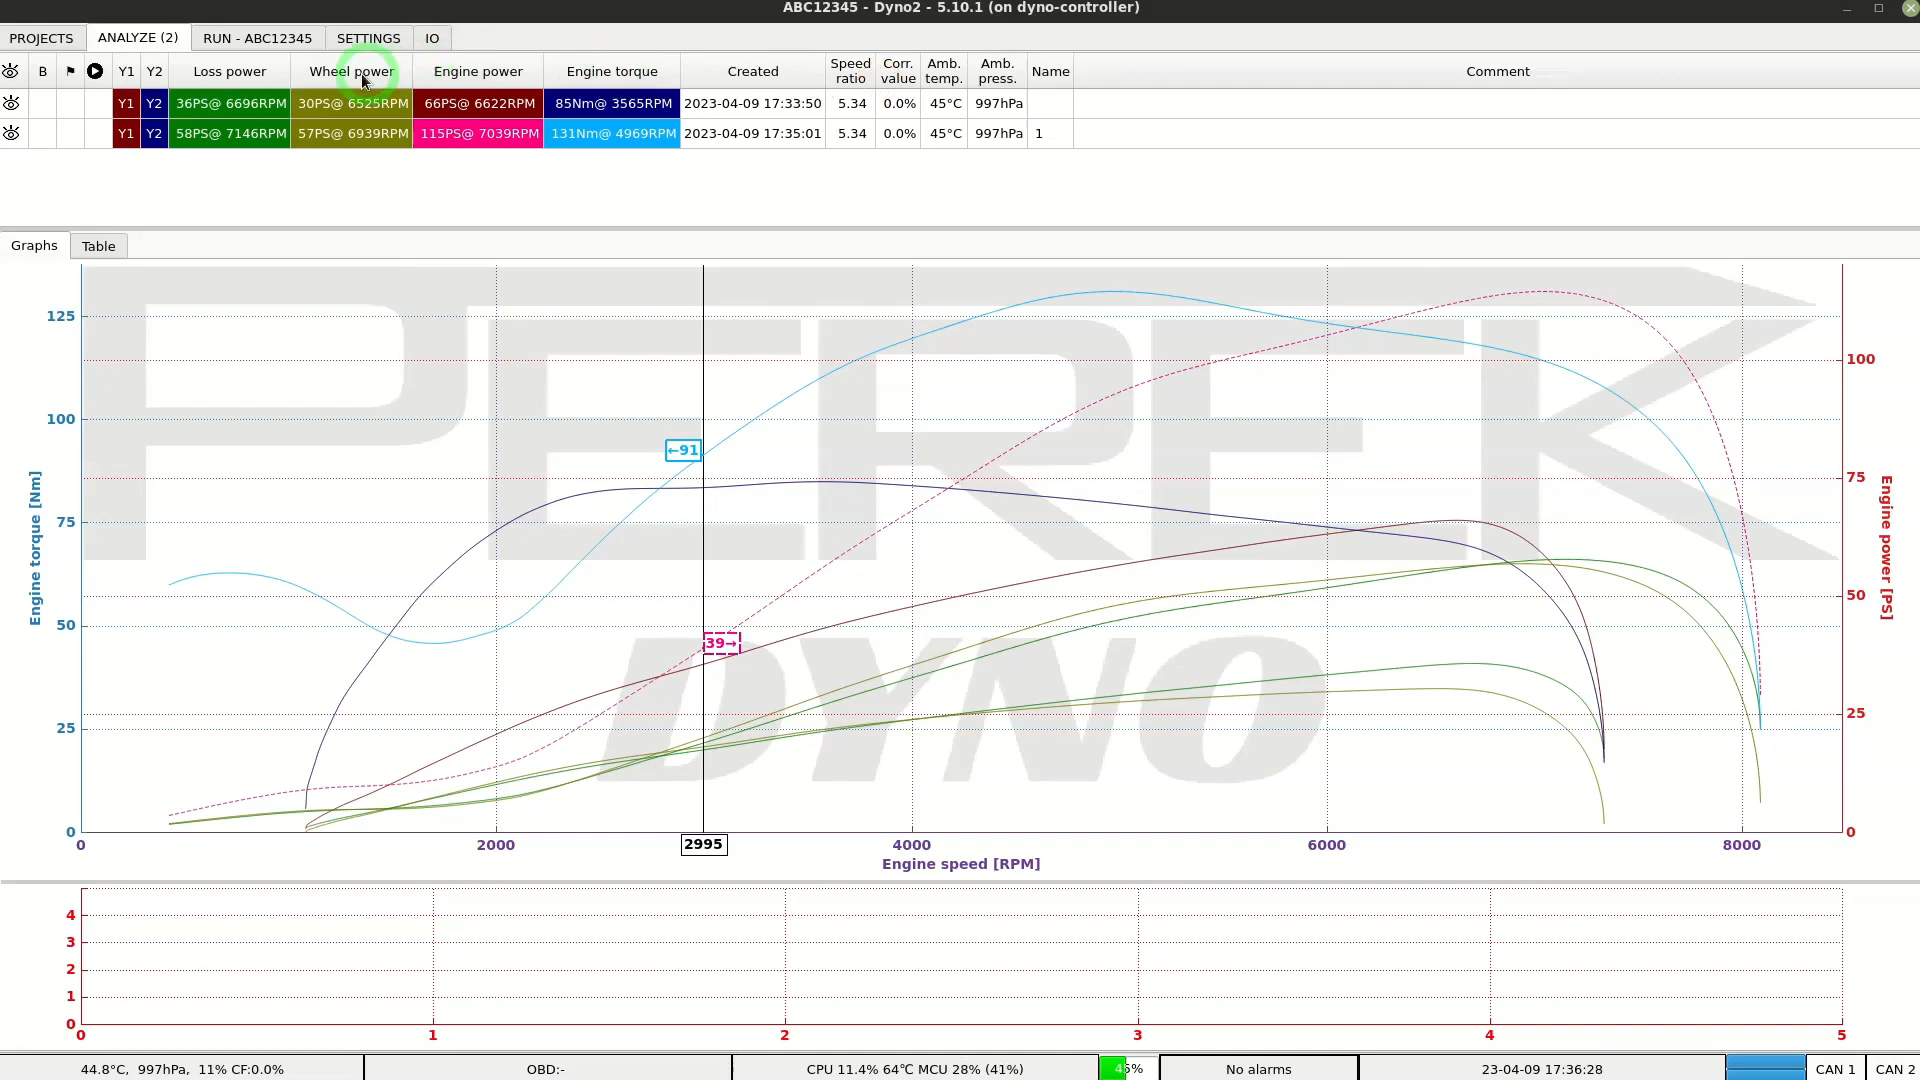 ABC12345 - Dyno2 - 5.10.1 (on dyno-controller)
PROJECTS ANALYZE (2) RUN - ABC12345 SETTINGS IO
B Y1 Y2 Loss power Wheel power Engine power Engine torque Created Speed ratio Corr. value Amb. temp. Amb. press. Name Comment
Y1 Y2 36PS@ 6696RPM 30PS@ 6525RPM 66PS@ 6622RPM 85Nm@ 3565RPM 2023-04-09 17:33:50 5.34 0.0% 45°C 997hPa
Y1 Y2 58PS@ 7146RPM 57PS@ 6939RPM 115PS@ 7039RPM 131Nm@ 4969RPM 2023-04-09 17:35:01 5.34 0.0% 45°C 997hPa 1
Graphs Table
PEREK
DYNO
125
100
75
50
25
0
Engine torque [Nm]
←91
39→
100
75
50
25
0
Engine power [PS]
0 2000 2995 4000 6000 8000
Engine speed [RPM]
4
3
2
1
0
0 1 2 3 4 5
44.8°C, 997hPa, 11% CF:0.0% OBD:- CPU 11.4% 64℃ MCU 28% (41%) 45% No alarms 23-04-09 17:36:28 CAN 1 CAN 2